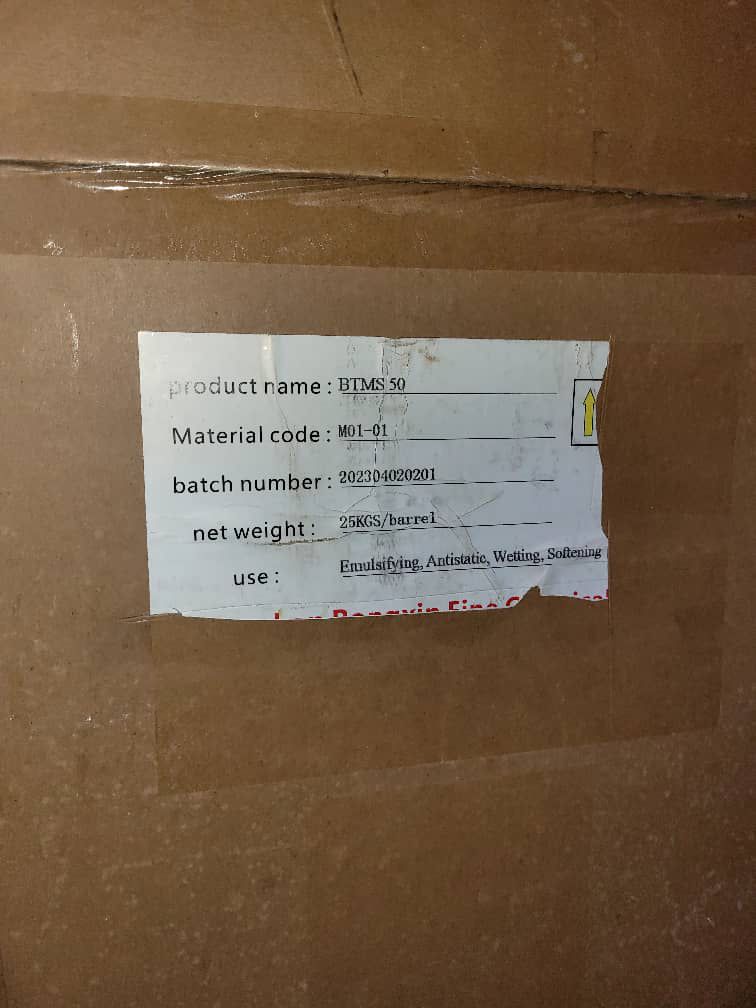 product name : BTMS 50
Material code : M01-01
batch number : 202304020201
net weight : 25KGS/barrel
use : Emulsifying, Antistatic, Wetting, Softening
Fine